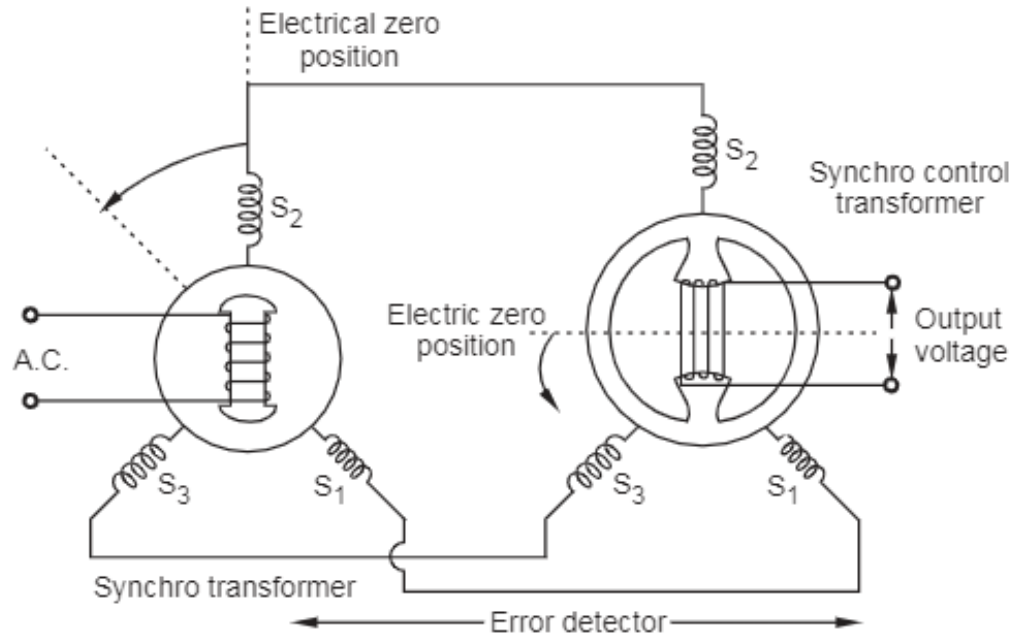 Electrical zero
position
S2
S2
Synchro control
transformer
Electric zero
position
Output
voltage
A.C.
S3
S1
S3
S1
Synchro transformer
Error detector